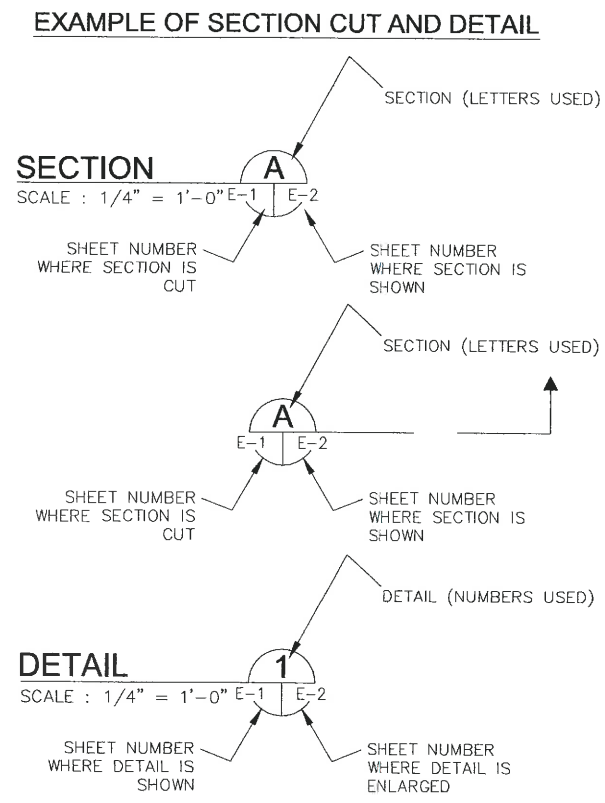 EXAMPLE OF SECTION CUT AND DETAIL
SECTION (LETTERS USED)
A
SECTION
SCALE : 1/4" = 1'-0"
E-1
E-2
SHEET NUMBER
WHERE SECTION IS
CUT
SHEET NUMBER
WHERE SECTION IS
SHOWN
SECTION (LETTERS USED)
A
E-1
E-2
SHEET NUMBER
WHERE SECTION IS
CUT
SHEET NUMBER
WHERE SECTION IS
SHOWN
DETAIL (NUMBERS USED)
1
DETAIL
SCALE : 1/4" = 1'-0"
E-1
E-2
SHEET NUMBER
WHERE DETAIL IS
SHOWN
SHEET NUMBER
WHERE DETAIL IS
ENLARGED